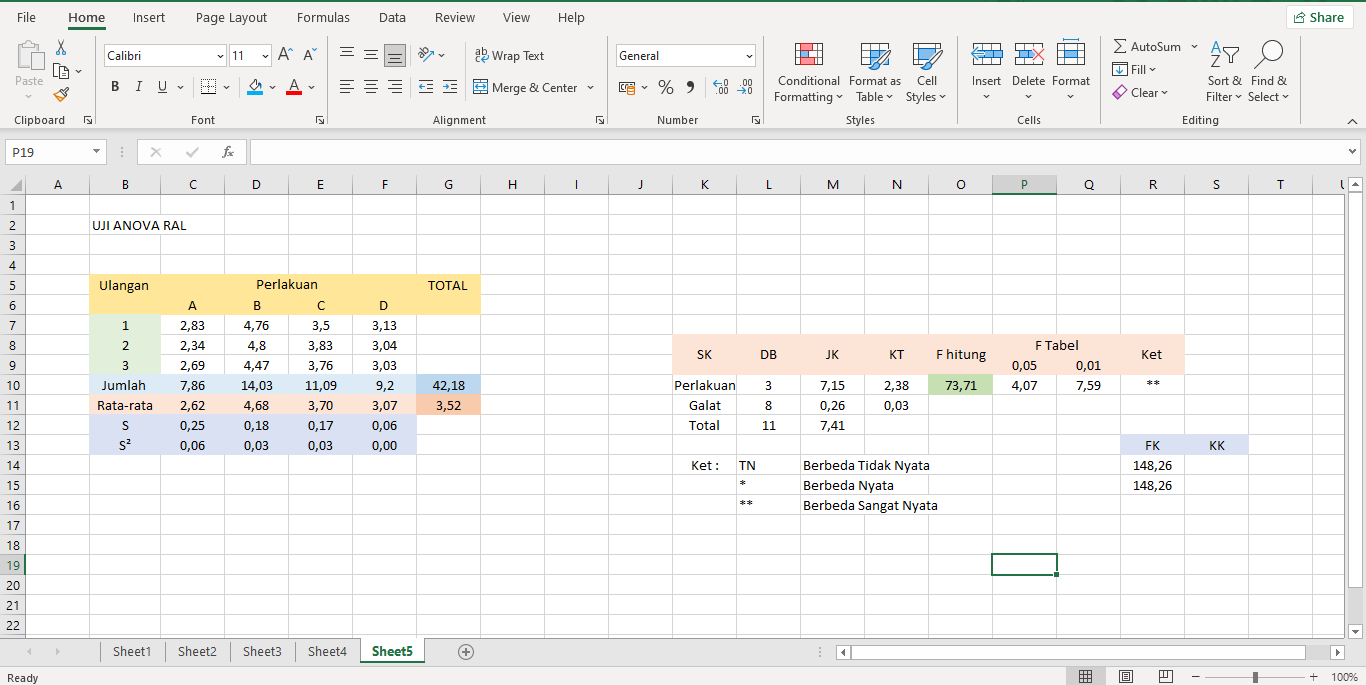 File Home Insert Page Layout Formulas Data Review View Help Share
Paste Calibri 11 A A Wrap Text General Conditional Formatting Format as Table Cell Styles Insert Delete Format AutoSum Fill Clear Sort & Filter Find & Select
B I U A Merge & Center % 9
Clipboard Font Alignment Number Styles Cells Editing
P19 fx
A B C D E F G H I J K L M N O P Q R S T U
1
2 UJI ANOVA RAL
3
4
5 Ulangan Perlakuan TOTAL
6 A B C D
7 1 2,83 4,76 3,5 3,13
8 2 2,34 4,8 3,83 3,04 SK DB JK KT F hitung F Tabel Ket
9 3 2,69 4,47 3,76 3,03 0,05 0,01
10 Jumlah 7,86 14,03 11,09 9,2 42,18 Perlakuan 3 7,15 2,38 73,71 4,07 7,59 **
11 Rata-rata 2,62 4,68 3,70 3,07 3,52 Galat 8 0,26 0,03
12 S 0,25 0,18 0,17 0,06 Total 11 7,41
13 S² 0,06 0,03 0,03 0,00 FK KK
14 Ket : TN Berbeda Tidak Nyata 148,26
15 * Berbeda Nyata 148,26
16 ** Berbeda Sangat Nyata
17
18
19
20
21
22
Sheet1 Sheet2 Sheet3 Sheet4 Sheet5
Ready 100%